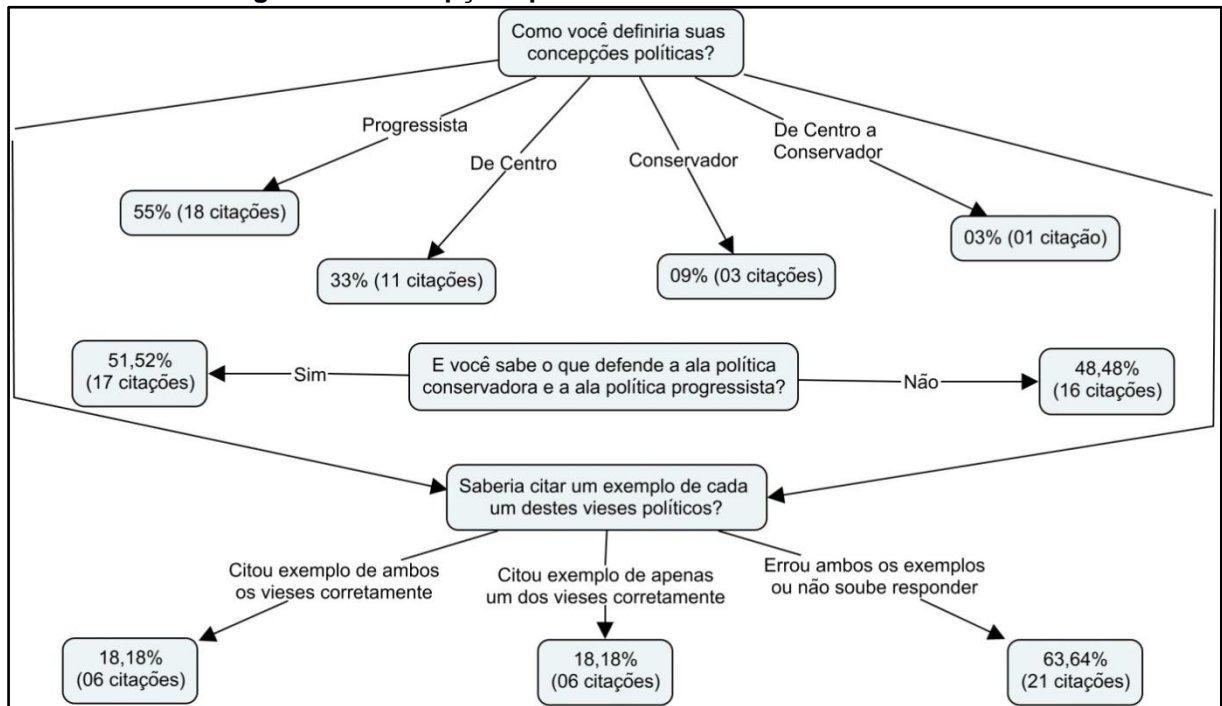 Como você definiria suas
concepções políticas?
Progressista
De Centro
Conservador
De Centro a
Conservador
55% (18 citações)
33% (11 citações)
09% (03 citações)
03% (01 citação)
51,52%
(17 citações)
Sim
E você sabe o que defende a ala política
conservadora e a ala política progressista?
Não
48,48%
(16 citações)
Saberia citar um exemplo de cada
um destes vieses políticos?
Citou exemplo de ambos
os vieses corretamente
Citou exemplo de apenas
um dos vieses corretamente
Errou ambos os exemplos
ou não soube responder
18,18%
(06 citações)
18,18%
(06 citações)
63,64%
(21 citações)